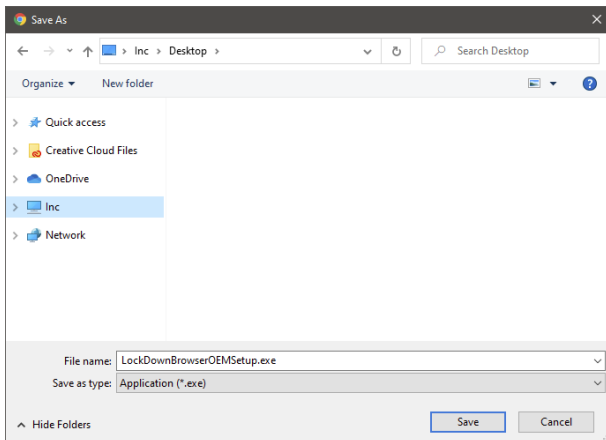 Save As
Inc Desktop Search Desktop
Organize New folder
Quick access
Creative Cloud Files
OneDrive
Inc
Network
File name: LockDownBrowserOEMSetup.exe
Save as type: Application (*.exe)
Hide Folders Save Cancel